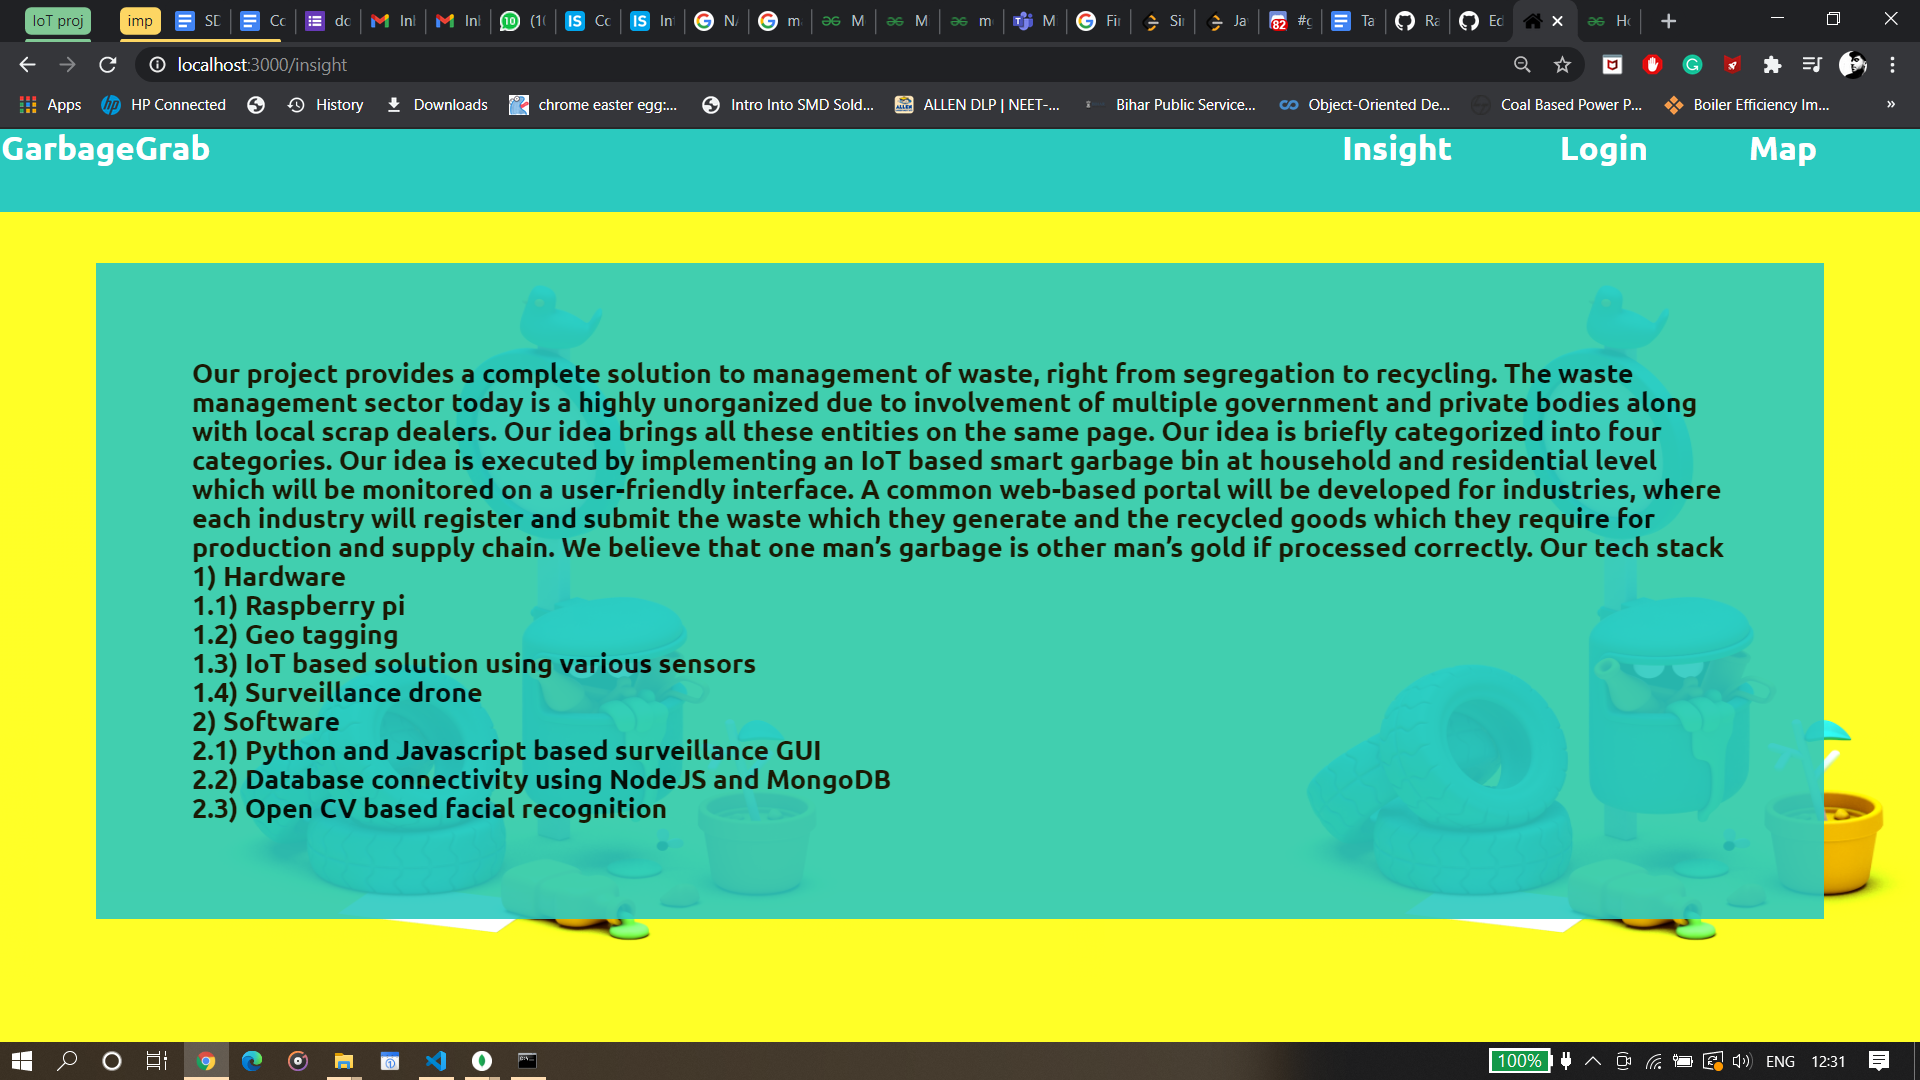 IoT proj
imp
SD
Co
do
Inl
Inl
(10
Co
In
N
m
M
M
m
M
Fir
Sir
Ja
#g
Ta
Ra
Ed
Ho
localhost:3000/insight
Apps
HP Connected
History
Downloads
chrome easter egg:...
Intro Into SMD Sold...
ALLEN DLP | NEET-...
Bihar Public Service...
Object-Oriented De...
Coal Based Power P...
Boiler Efficiency Im...
»
GarbageGrab
Insight
Login
Map
Our project provides a complete solution to management of waste, right from segregation to recycling. The waste
management sector today is a highly unorganized due to involvement of multiple government and private bodies along
with local scrap dealers. Our idea brings all these entities on the same page. Our idea is briefly categorized into four
categories. Our idea is executed by implementing an IoT based smart garbage bin at household and residential level
which will be monitored on a user-friendly interface. A common web-based portal will be developed for industries, where
each industry will register and submit the waste which they generate and the recycled goods which they require for
production and supply chain. We believe that one man’s garbage is other man’s gold if processed correctly. Our tech stack
1) Hardware
1.1) Raspberry pi
1.2) Geo tagging
1.3) IoT based solution using various sensors
1.4) Surveillance drone
2) Software
2.1) Python and Javascript based surveillance GUI
2.2) Database connectivity using NodeJS and MongoDB
2.3) Open CV based facial recognition
100%
ENG
12:31